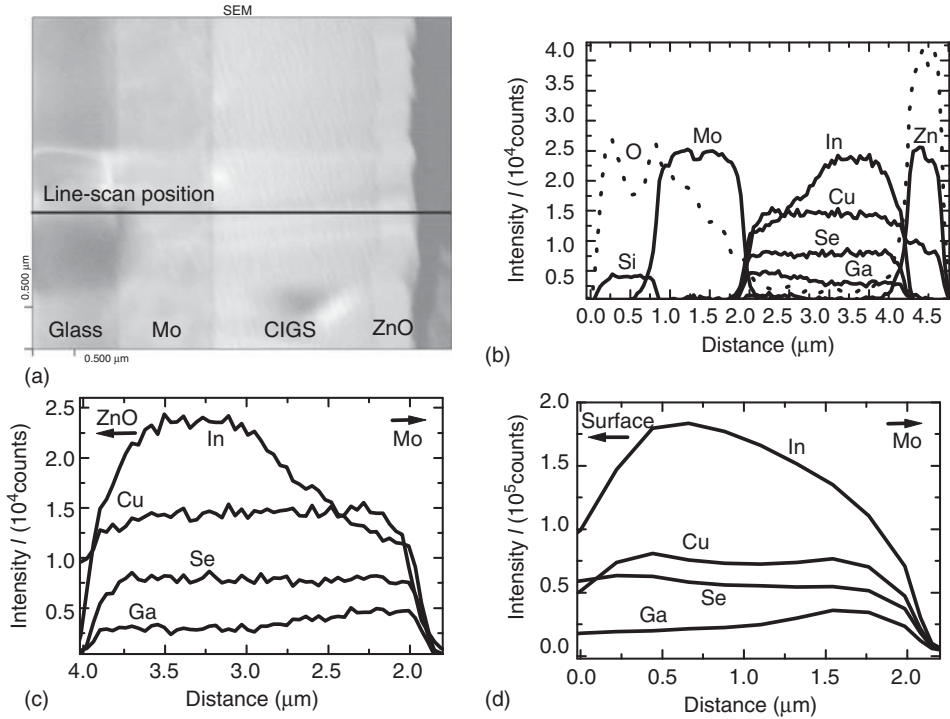 SEM
Line-scan position
0.500 μm
Glass Mo CIGS ZnO
0.500 μm
(a)
Intensity / (10⁴counts)
4.0
3.5
3.0
2.5
2.0
1.5
1.0
0.5
O Mo In Zn
Cu
Se
Si Ga
0.0 0.5 1.0 1.5 2.0 2.5 3.0 3.5 4.0 4.5
Distance (μm)
(b)
Intensity / (10⁴counts)
2.5
2.0
1.5
1.0
0.5
ZnO
Mo
In
Cu
Se
Ga
4.0 3.5 3.0 2.5 2.0
Distance (μm)
(c)
Intensity / (10⁵counts)
2.0
1.5
1.0
0.5
0.0
Surface
Mo
In
Cu
Se
Ga
0.0 0.5 1.0 1.5 2.0
Distance (μm)
(d)